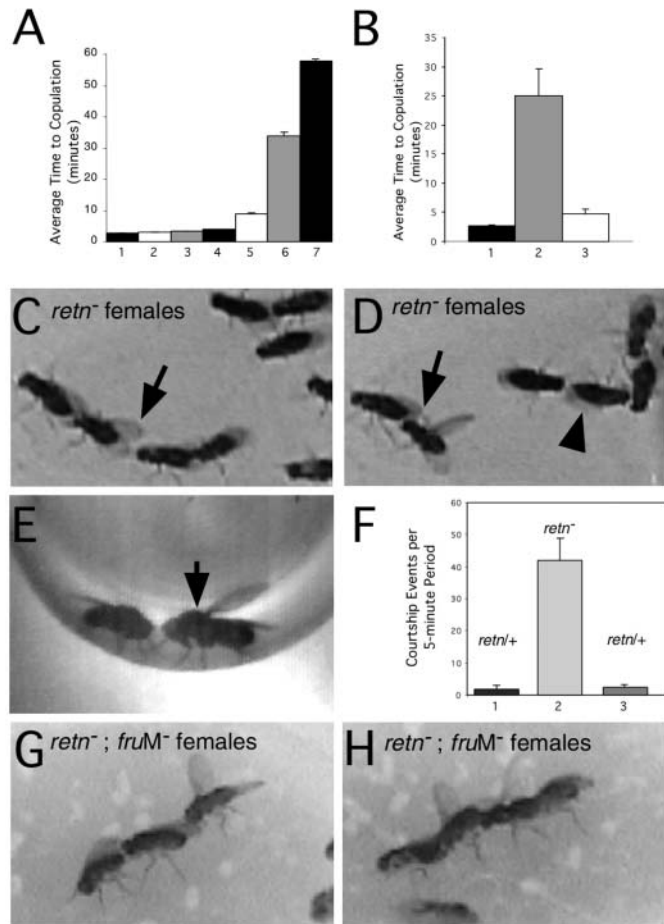 A
Average Time to Copulation
(minutes)
60
50
40
30
20
10
0
1 2 3 4 5 6 7
B
Average Time to Copulation
(minutes)
35
30
25
20
15
10
5
0
1 2 3
C retn- females
D retn- females
E
F
Courtship Events per
5-minute Period
60
50
40
30
20
10
0
retn/+
retn-
retn/+
1 2 3
G retn- ; fruM- females
H retn- ; fruM- females